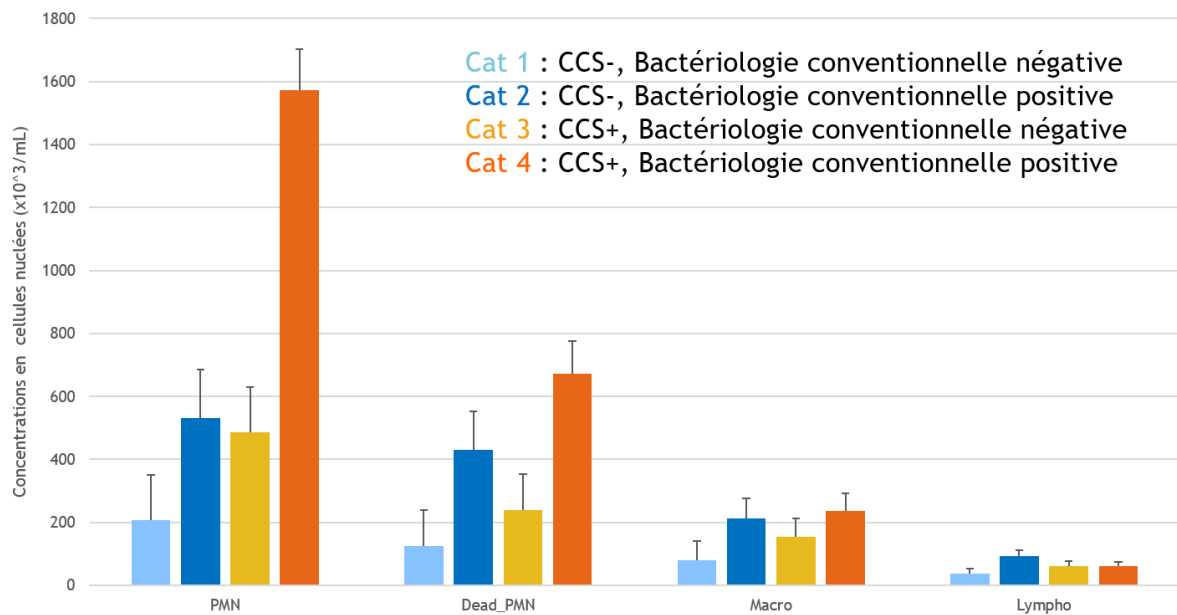 1800
1600
1400
1200
1000
800
600
400
200
0
Concentrations en cellules nuclées (x10^3/mL)
Cat 1 : CCS-, Bactériologie conventionnelle négative
Cat 2 : CCS-, Bactériologie conventionnelle positive
Cat 3 : CCS+, Bactériologie conventionnelle négative
Cat 4 : CCS+, Bactériologie conventionnelle positive
PMN
Dead_PMN
Macro
Lympho